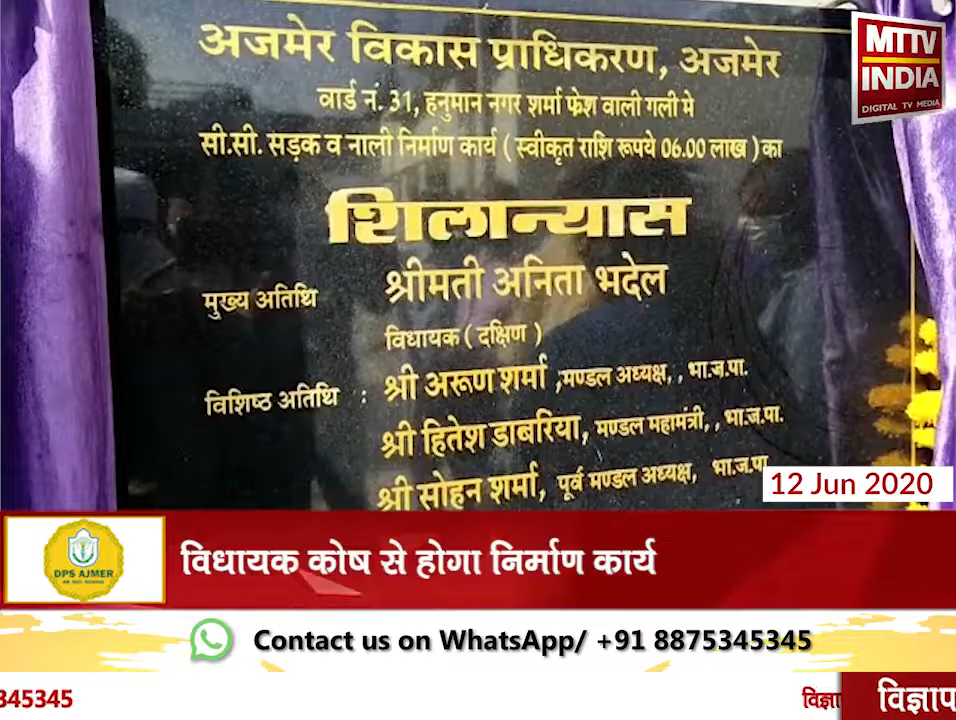 अजमेर विकास प्राधिकरण, अजमेर
वार्ड नं. 31, हनुमान नगर शर्मा फ्रेश वाली गली मे
सी.सी. सड़क व नाली निर्माण कार्य ( स्वीकृत राशि रूपये 06.00 लाख ) का
शिलान्यास
मुख्य अतिथि श्रीमती अनिता भदेल
विधायक ( दक्षिण )
विशिष्ठ अतिथि : श्री अरूण शर्मा ,मण्डल अध्यक्ष, , भा.ज.पा.
श्री हितेश डाबरिया, मण्डल महामंत्री, , भा.ज.पा.
श्री सोहन शर्मा, पूर्व मण्डल अध्यक्ष, भा.ज.पा
MTTV
INDIA
DIGITAL TV MEDIA
12 Jun 2020
DPS AJMER
विधायक कोष से होगा निर्माण कार्य
Contact us on WhatsApp/ +91 8875345345
345345 विज्ञा विज्ञाप